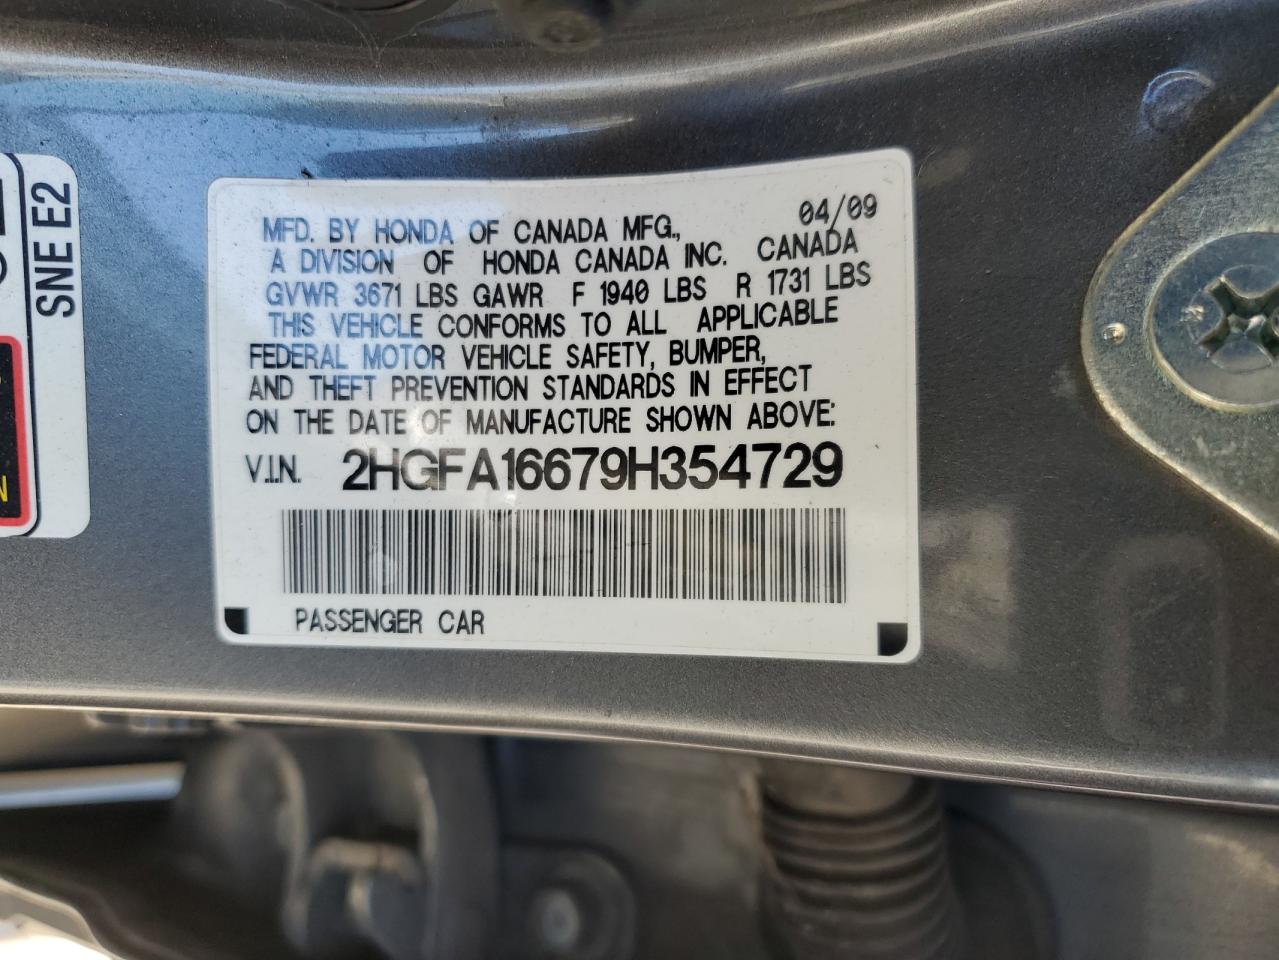 SNE E2
04/09
MFD. BY HONDA OF CANADA MFG.,
A DIVISION OF HONDA CANADA INC. CANADA
GVWR 3671 LBS GAWR F 1940 LBS R 1731 LBS
THIS VEHICLE CONFORMS TO ALL APPLICABLE
FEDERAL MOTOR VEHICLE SAFETY, BUMPER,
AND THEFT PREVENTION STANDARDS IN EFFECT
ON THE DATE OF MANUFACTURE SHOWN ABOVE:
V.I.N. 2HGFA16679H354729
PASSENGER CAR